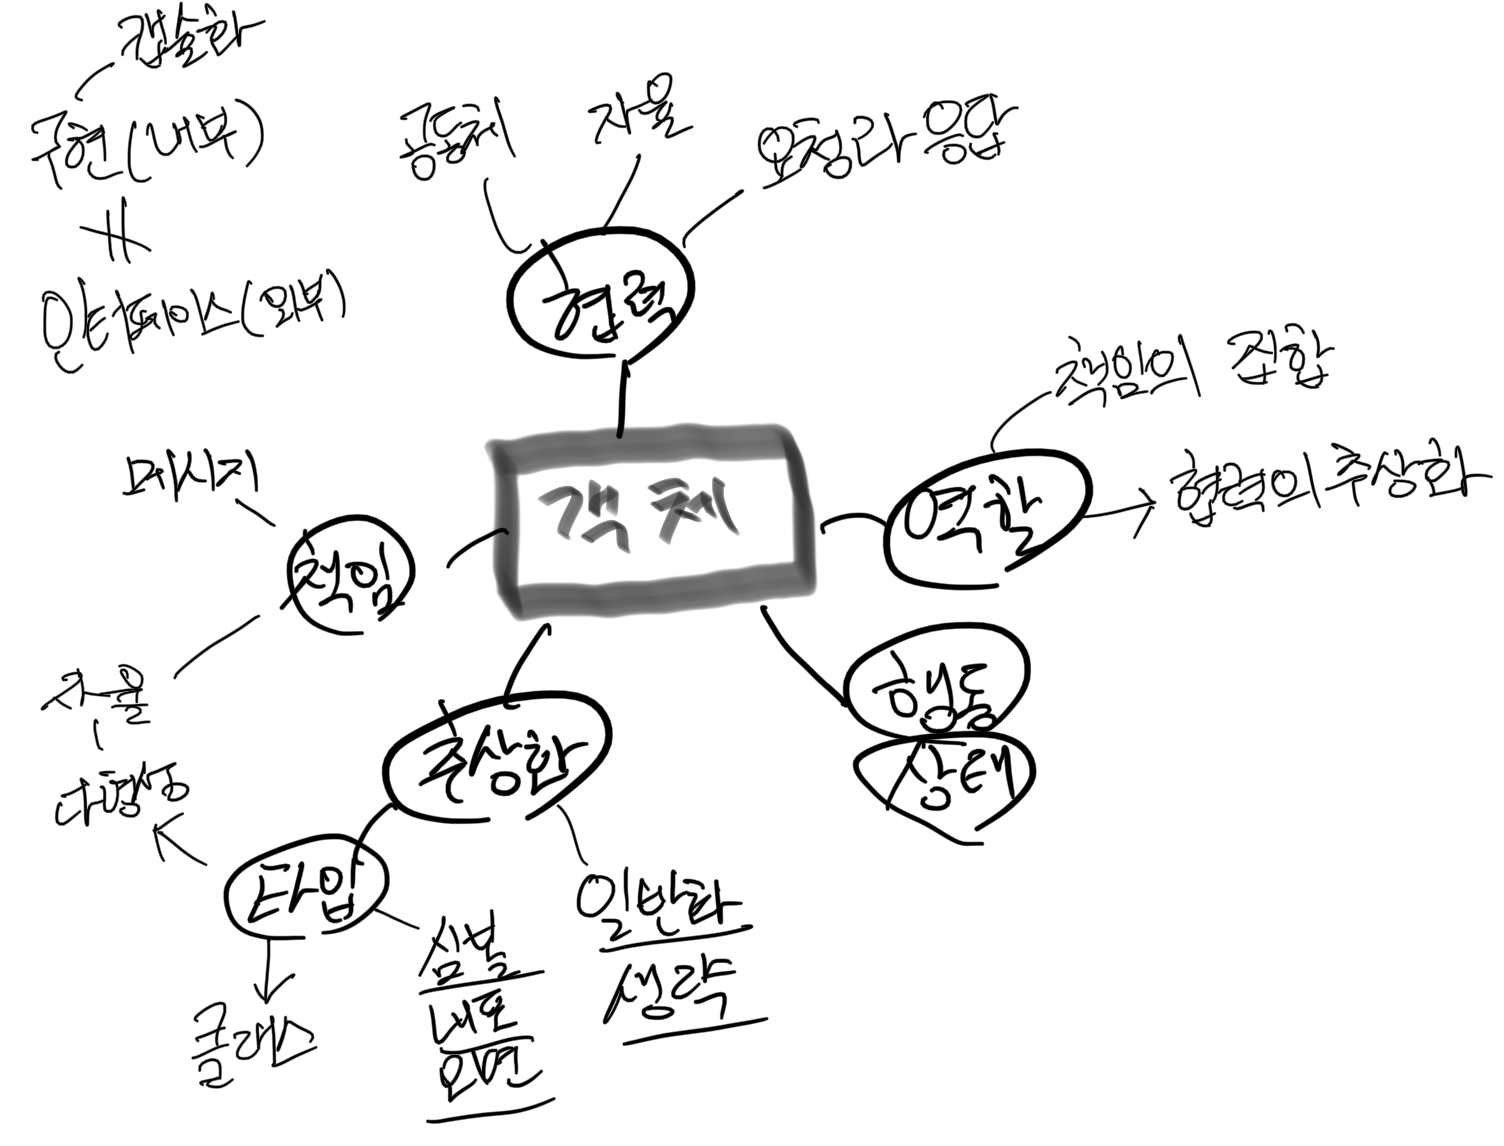 캡슐화
구현(내부)
인터페이스(외부)
공동체
자율
요청과 응답
협력
객체
책임의 집합
역할
협력의 추상화
메시지
책임
자율
다형성
행동
상태
추상화
타입
클래스
심볼
내포
외연
일반화
생략